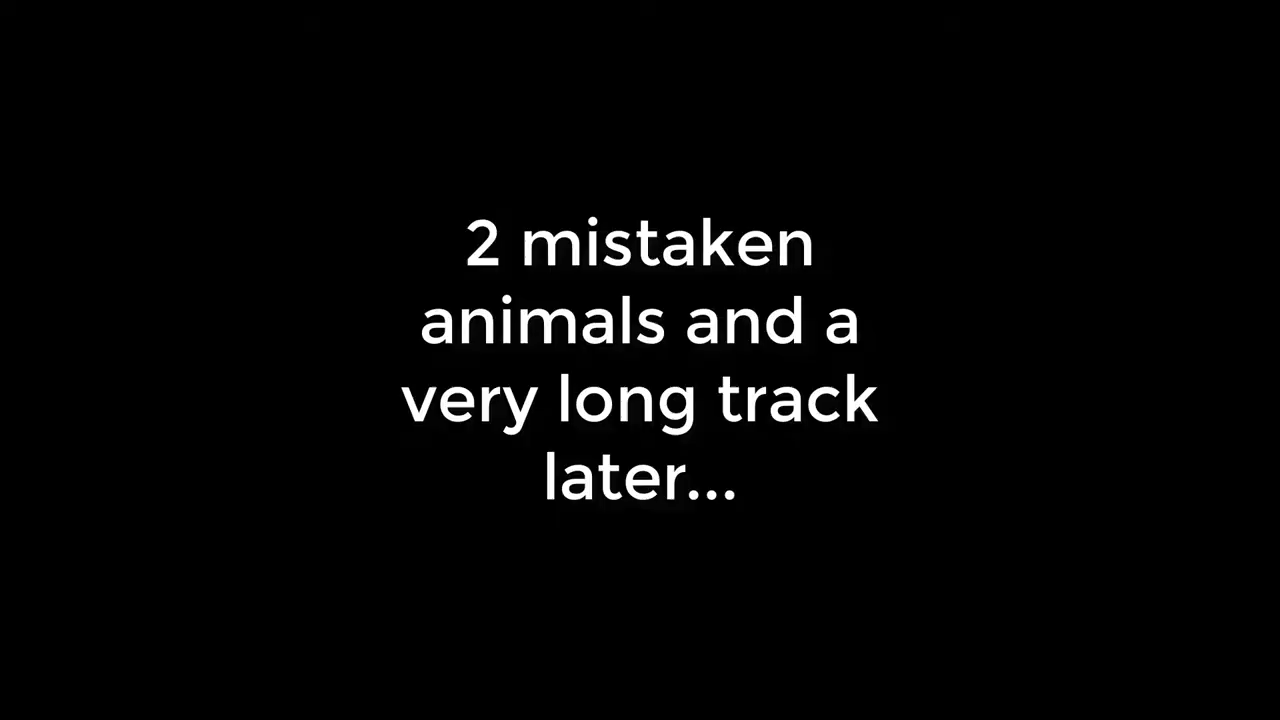 2 mistaken
animals and a
very long track
later...